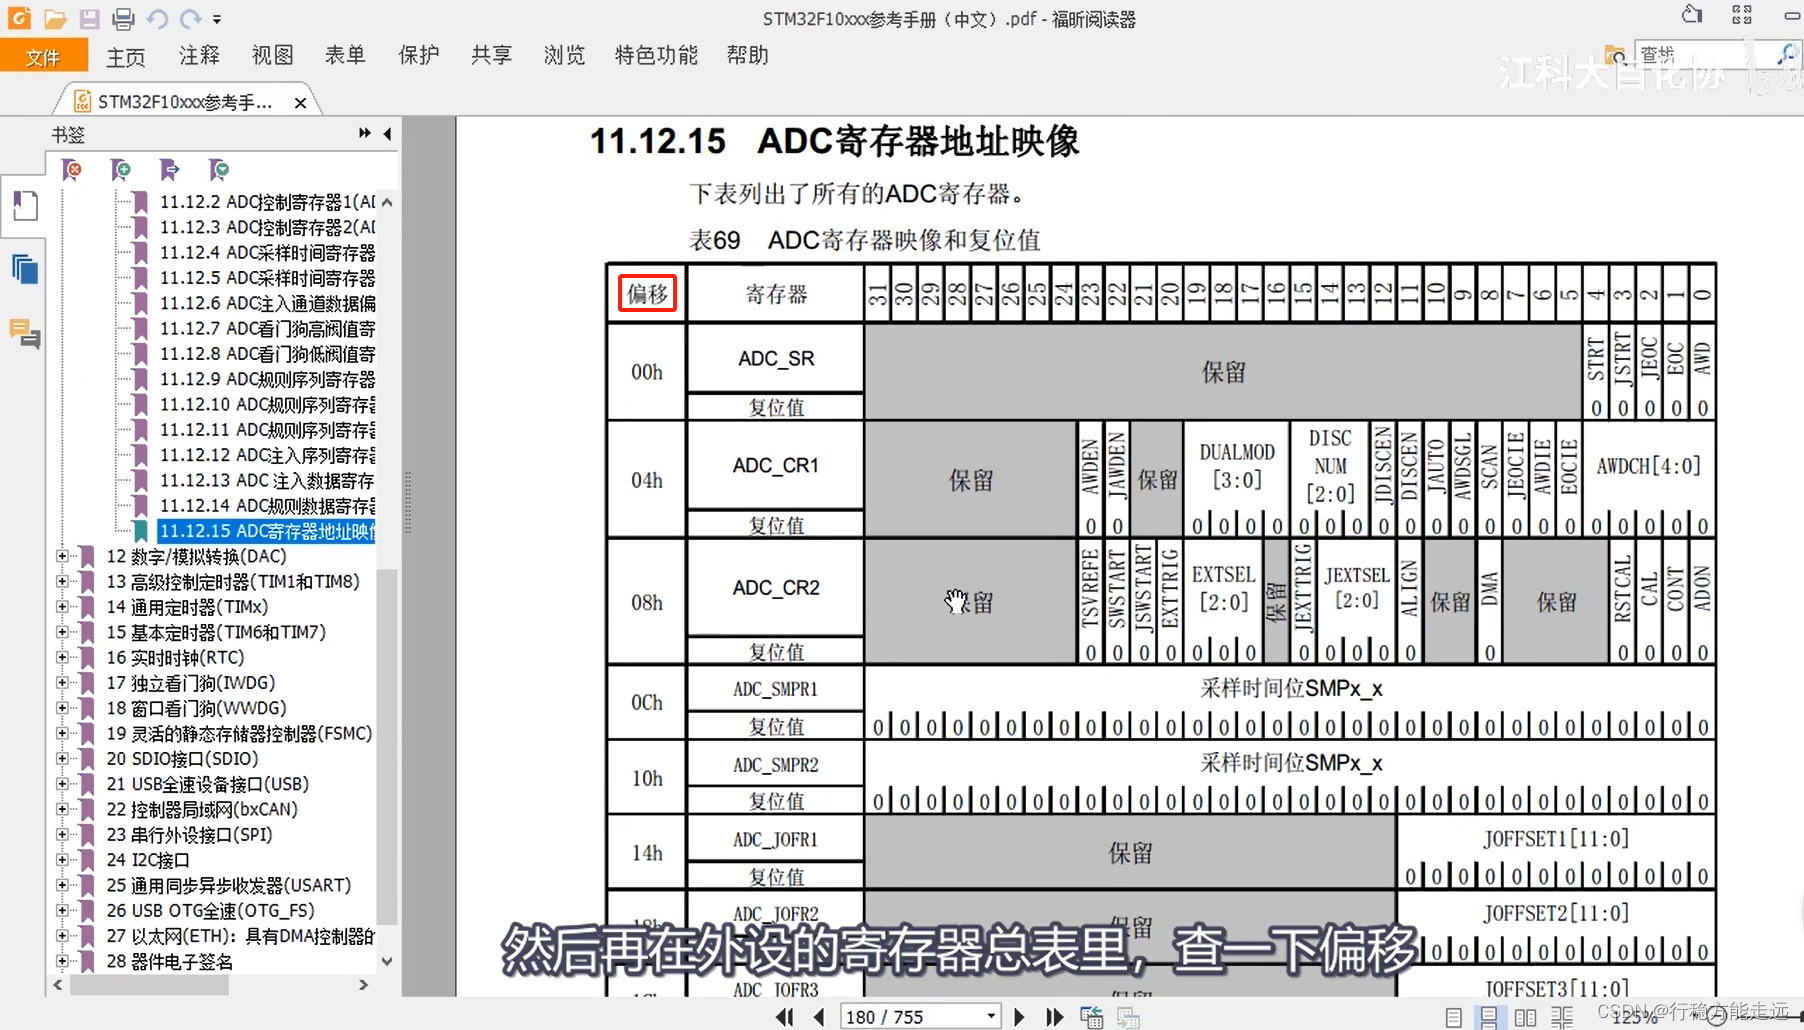 STM32F10xxx参考手册（中文）.pdf - 福昕阅读器
文件 主页 注释 视图 表单 保护 共享 浏览 特色功能 帮助
查找
江科大自化协
STM32F10xxx参考手...
书签
11.12.2 ADC控制寄存器1(AD
11.12.3 ADC控制寄存器2(AD
11.12.4 ADC采样时间寄存器
11.12.5 ADC采样时间寄存器
11.12.6 ADC注入通道数据偏
11.12.7 ADC看门狗高阀值寄
11.12.8 ADC看门狗低阀值寄
11.12.9 ADC规则序列寄存器
11.12.10 ADC规则序列寄存器
11.12.11 ADC规则序列寄存器
11.12.12 ADC注入序列寄存器
11.12.13 ADC 注入数据寄存
11.12.14 ADC规则数据寄存器
11.12.15 ADC寄存器地址映像
12 数字/模拟转换(DAC)
13 高级控制定时器(TIM1和TIM8)
14 通用定时器(TIMx)
15 基本定时器(TIM6和TIM7)
16 实时时钟(RTC)
17 独立看门狗(IWDG)
18 窗口看门狗(WWDG)
19 灵活的静态存储器控制器(FSMC)
20 SDIO接口(SDIO)
21 USB全速设备接口(USB)
22 控制器局域网(bxCAN)
23 串行外设接口(SPI)
24 I2C接口
25 通用同步异步收发器(USART)
26 USB OTG全速(OTG_FS)
27 以太网(ETH)：具有DMA控制器的
28 器件电子签名
11.12.15 ADC寄存器地址映像
下表列出了所有的ADC寄存器。
表69 ADC寄存器映像和复位值
偏移 寄存器 31 30 29 28 27 26 25 24 23 22 21 20 19 18 17 16 15 14 13 12 11 10 9 8 7 6 5 4 3 2 1 0
00h ADC_SR 保留 STRT JSTRT JEOC EOC AWD
复位值 0 0 0 0 0
04h ADC_CR1 保留 AWDEN JAWDEN 保留 DUALMOD [3:0] DISC NUM [2:0] JDISCEN DISCEN JAUTO AWDSGL SCAN JEOCIE AWDIE EOCIE AWDCH[4:0]
复位值 0 0 0 0 0 0 0 0 0 0 0 0 0 0 0 0 0 0 0 0 0 0
08h ADC_CR2 保留 TSVREFE SWSTART JSWSTART EXTTRIG EXTSEL [2:0] 保留 JEXTTRIG JEXTSEL [2:0] ALIGN 保留 DMA 保留 RSTCAL CAL CONT ADON
复位值 0 0 0 0 0 0 0 0 0 0 0 0 0 0 0 0 0
0Ch ADC_SMPR1 采样时间位SMPx_x
复位值 0 0 0 0 0 0 0 0 0 0 0 0 0 0 0 0 0 0 0 0 0 0 0 0 0 0 0 0 0 0 0 0
10h ADC_SMPR2 采样时间位SMPx_x
复位值 0 0 0 0 0 0 0 0 0 0 0 0 0 0 0 0 0 0 0 0 0 0 0 0 0 0 0 0 0 0 0 0
14h ADC_JOFR1 保留 JOFFSET1[11:0]
复位值 0 0 0 0 0 0 0 0 0 0 0 0
18h ADC_JOFR2 保留 JOFFSET2[11:0]
0 0 0 0 0 0 0 0 0 0 0 0
ADC_JOFR3 保留 JOFFSET3[11:0]
然后再在外设的寄存器总表里，查一下偏移
180 / 755
125%
CSDN @行稳方能走远